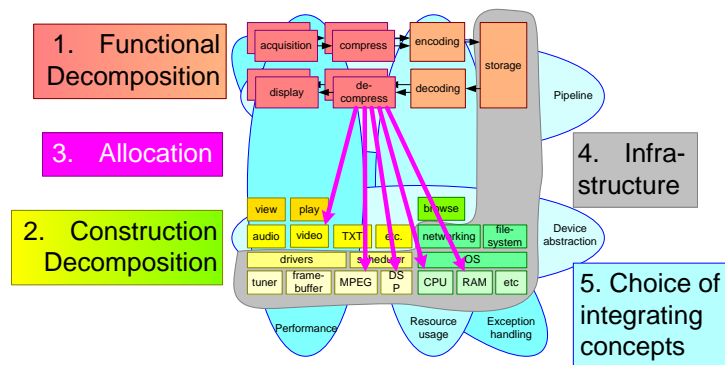 1. Functional
Decomposition
acquisition
compress
encoding
storage
display
de-
compress
decoding
Pipeline
3. Allocation
4. Infra-
structure
view
play
browse
2. Construction
Decomposition
audio
video
TXT
etc.
networking
file-
system
Device
abstraction
drivers
scheduler
OS
tuner
frame-
buffer
MPEG
DS
P
CPU
RAM
etc
5. Choice of
integrating
concepts
Performance
Resource
usage
Exception
handling